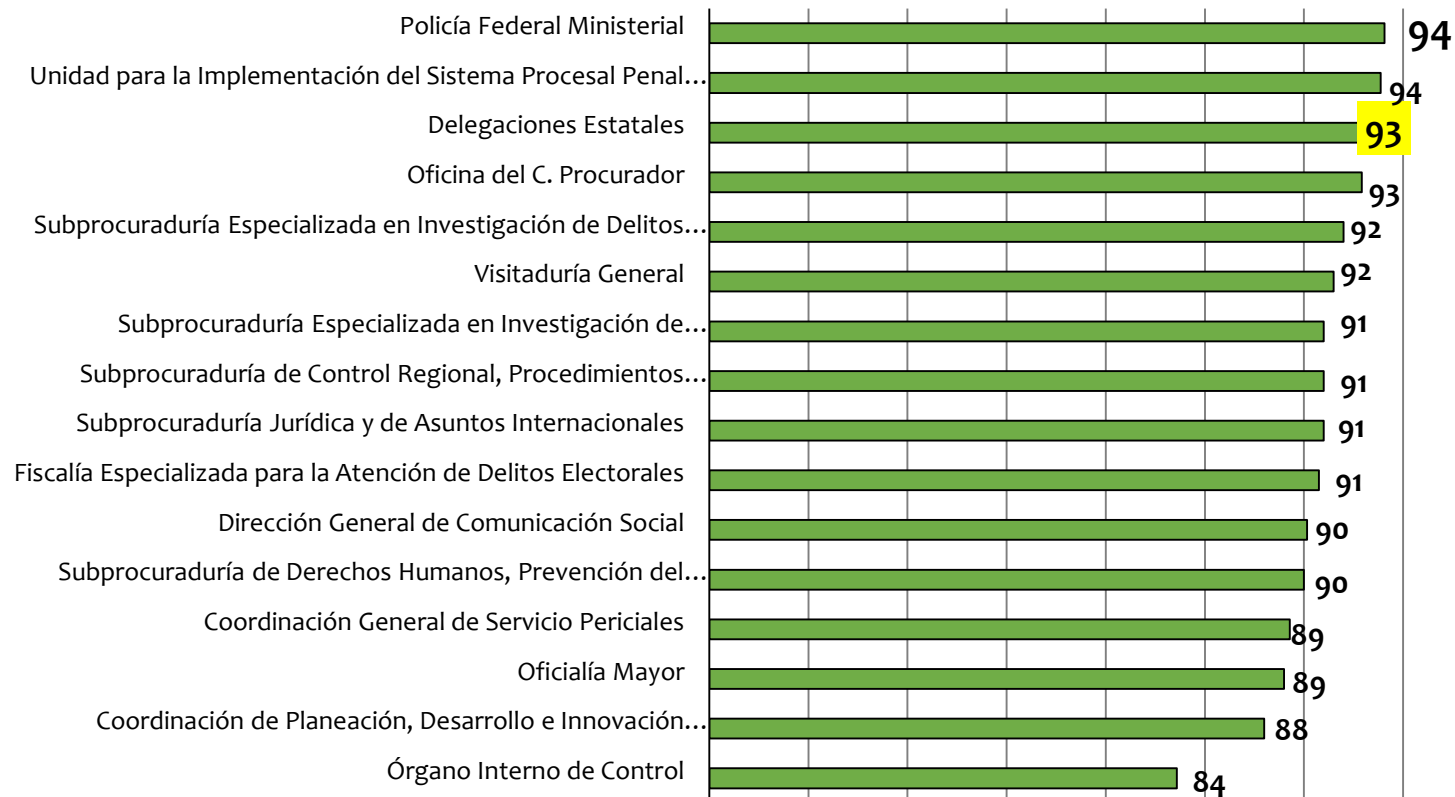 Policía Federal Ministerial 94
Unidad para la Implementación del Sistema Procesal Penal... 94
Delegaciones Estatales 93
Oficina del C. Procurador 93
Subprocuraduría Especializada en Investigación de Delitos... 92
Visitaduría General 92
Subprocuraduría Especializada en Investigación de... 91
Subprocuraduría de Control Regional, Procedimientos... 91
Subprocuraduría Jurídica y de Asuntos Internacionales 91
Fiscalía Especializada para la Atención de Delitos Electorales 91
Dirección General de Comunicación Social 90
Subprocuraduría de Derechos Humanos, Prevención del... 90
Coordinación General de Servicio Periciales 89
Oficialía Mayor 89
Coordinación de Planeación, Desarrollo e Innovación... 88
Órgano Interno de Control 84